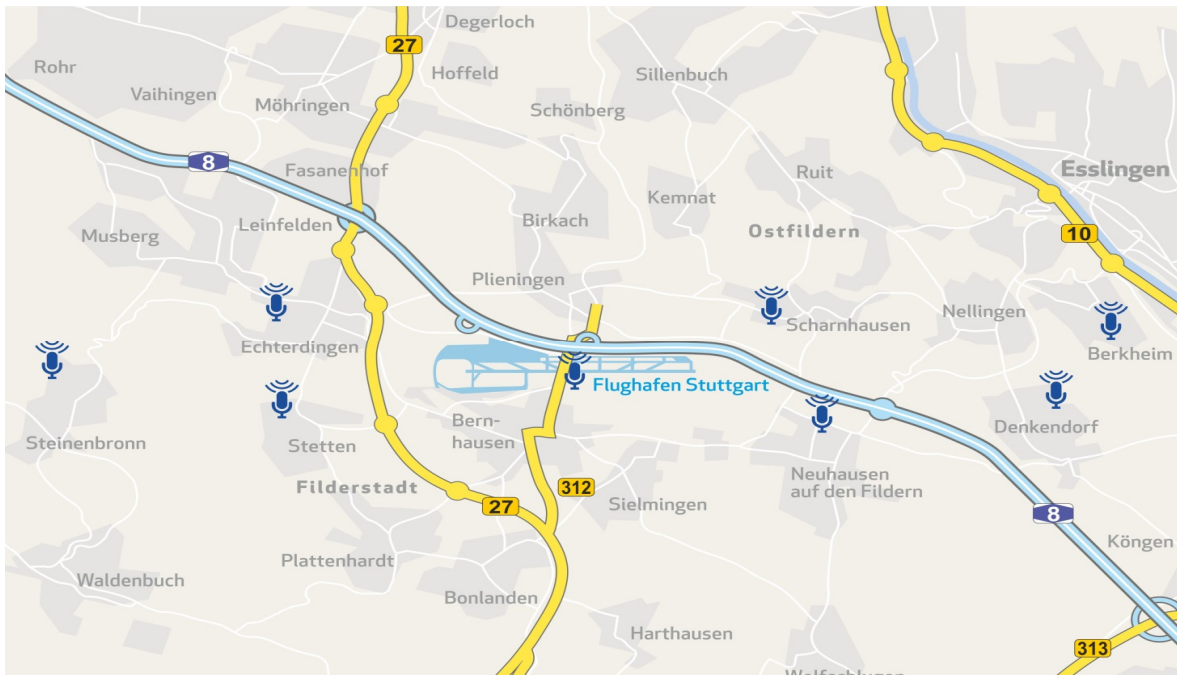 Degerloch
27
Rohr
Hoffeld
Sillenbuch
Vaihingen
Möhringen
Schönberg
8
Fasanenhof
Ruit
Esslingen
Kemnat
Leinfelden
Birkach
Musberg
Ostfildern
10
Plieningen
Nellingen
Scharnhausen
Echterdingen
Berkheim
Flughafen Stuttgart
Steinenbronn
Stetten
Bern-
hausen
Denkendorf
Neuhausen
auf den Fildern
Filderstadt
312
27
Sielmingen
8
Köngen
Plattenhardt
Waldenbuch
Bonlanden
Harthausen
313